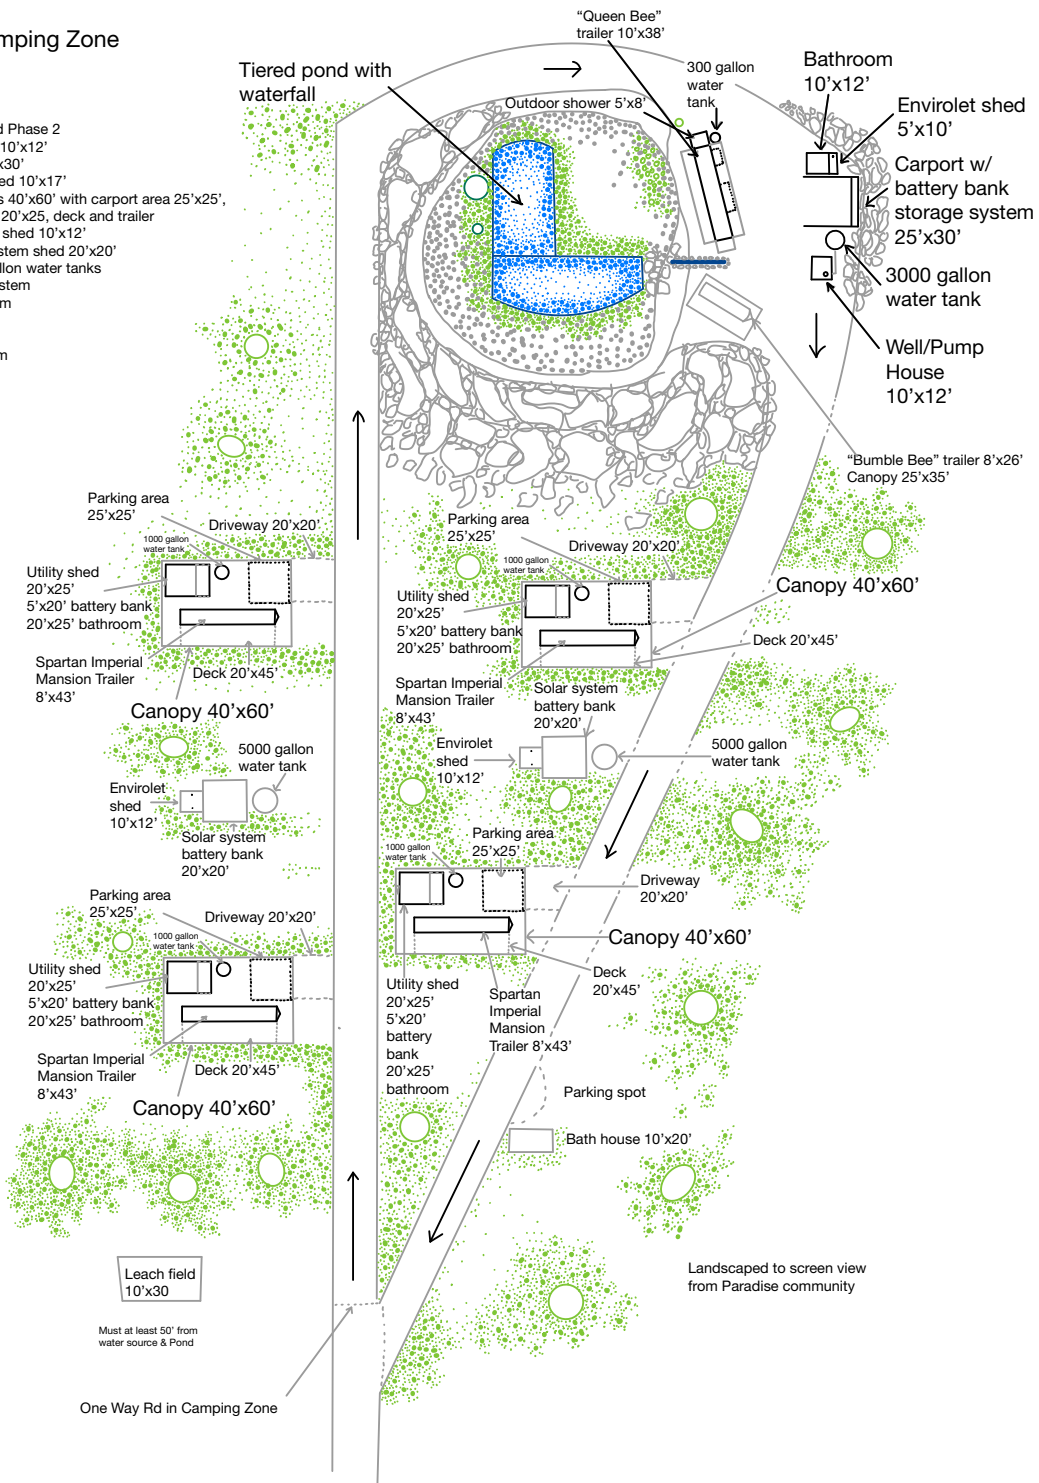 mping Zone
d Phase 2
10’x12’
x30’
ed 10’x17’
s 40’x60’ with carport area 25’x25’,
20’x25, deck and trailer
shed 10’x12’
stem shed 20’x20’
llon water tanks
stem
m
m
“Queen Bee”
trailer 10’x38’
Tiered pond with
waterfall
300 gallon
water
tank
Outdoor shower 5’x8’
Bathroom
10’x12’
Envirolet shed
5’x10’
Carport w/
battery bank
storage system
25’x30’
3000 gallon
water tank
Well/Pump
House
10’x12’
“Bumble Bee” trailer 8’x26’
Canopy 25’x35’
Parking area
25’x25’
Driveway 20’x20’
1000 gallon
water tank
Utility shed
20’x25’
5’x20’ battery bank
20’x25’ bathroom
Spartan Imperial
Mansion Trailer
8’x43’
Deck 20’x45’
Canopy 40’x60’
Parking area
25’x25’
Driveway 20’x20’
1000 gallon
water tank
Utility shed
20’x25’
5’x20’ battery bank
20’x25’ bathroom
Canopy 40’x60’
Deck 20’x45’
Spartan Imperial
Mansion Trailer
8’x43’
Solar system
battery bank
20’x20’
Envirolet
shed
10’x12’
5000 gallon
water tank
5000 gallon
water tank
Envirolet
shed
10’x12’
Solar system
battery bank
20’x20’
Parking area
25’x25’
1000 gallon
water tank
Driveway
20’x20’
Canopy 40’x60’
Deck
20’x45’
Utility shed
20’x25’
5’x20’
battery
bank
20’x25’
bathroom
Spartan
Imperial
Mansion
Trailer 8’x43’
Parking area
25’x25’
Driveway 20’x20’
1000 gallon
water tank
Utility shed
20’x25’
5’x20’ battery bank
20’x25’ bathroom
Spartan Imperial
Mansion Trailer
8’x43’
Deck 20’x45’
Canopy 40’x60’
Parking spot
Bath house 10’x20’
Leach field
10’x30
Must at least 50’ from
water source & Pond
Landscaped to screen view
from Paradise community
One Way Rd in Camping Zone